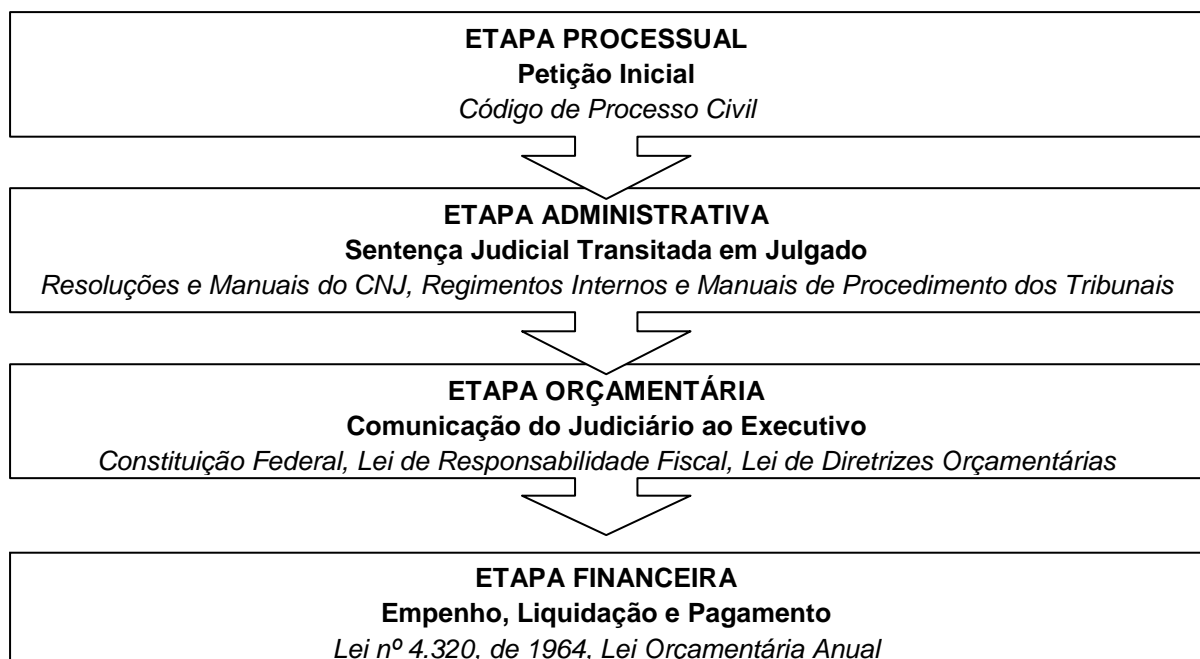 ETAPA PROCESSUAL
Petição Inicial
Código de Processo Civil
ETAPA ADMINISTRATIVA
Sentença Judicial Transitada em Julgado
Resoluções e Manuais do CNJ, Regimentos Internos e Manuais de Procedimento dos Tribunais
ETAPA ORÇAMENTÁRIA
Comunicação do Judiciário ao Executivo
Constituição Federal, Lei de Responsabilidade Fiscal, Lei de Diretrizes Orçamentárias
ETAPA FINANCEIRA
Empenho, Liquidação e Pagamento
Lei nº 4.320, de 1964, Lei Orçamentária Anual